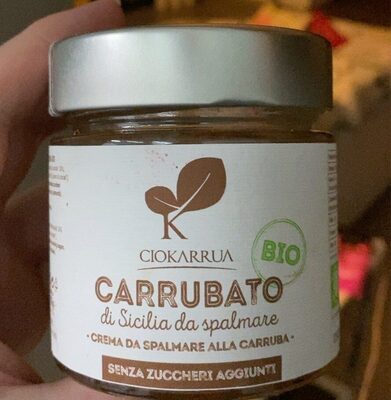 K
CIOKARRUA
BIO
CARRUBATO
di Sicilia da spalmare
• CREMA DA SPALMARE ALLA CARRUBA •
SENZA ZUCCHERI AGGIUNTI